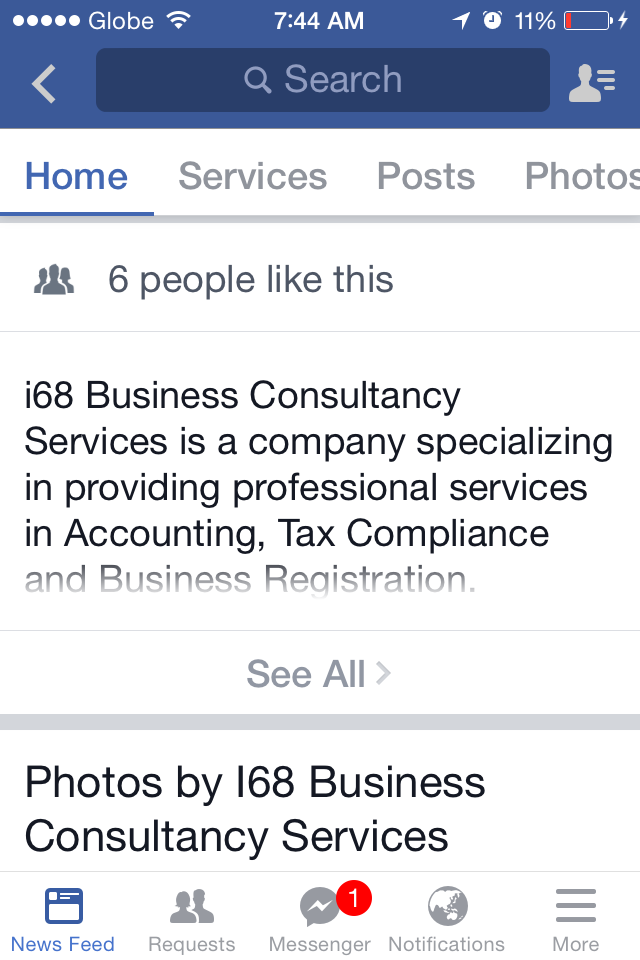 Globe 7:44 AM 11%
Search
Home Services Posts Photos
6 people like this
i68 Business Consultancy
Services is a company specializing
in providing professional services
in Accounting, Tax Compliance
and Business Registration.
See All
Photos by I68 Business
Consultancy Services
1
News Feed Requests Messenger Notifications More